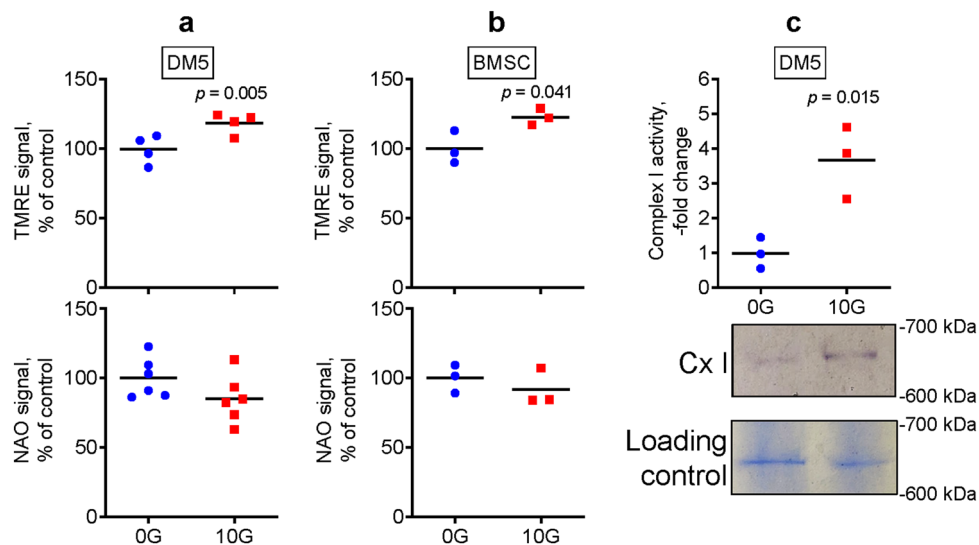 a
DM5
p = 0.005
TMRE signal,
% of control
150
100
50
0
NAO signal,
% of control
150
100
50
0
0G
10G
b
BMSC
p = 0.041
TMRE signal,
% of control
150
100
50
0
NAO signal,
% of control
150
100
50
0
0G
10G
c
DM5
p = 0.015
Complex I activity,
-fold change
6
5
4
3
2
1
0
0G
10G
Cx I
-700 kDa
-600 kDa
Loading
control
-700 kDa
-600 kDa